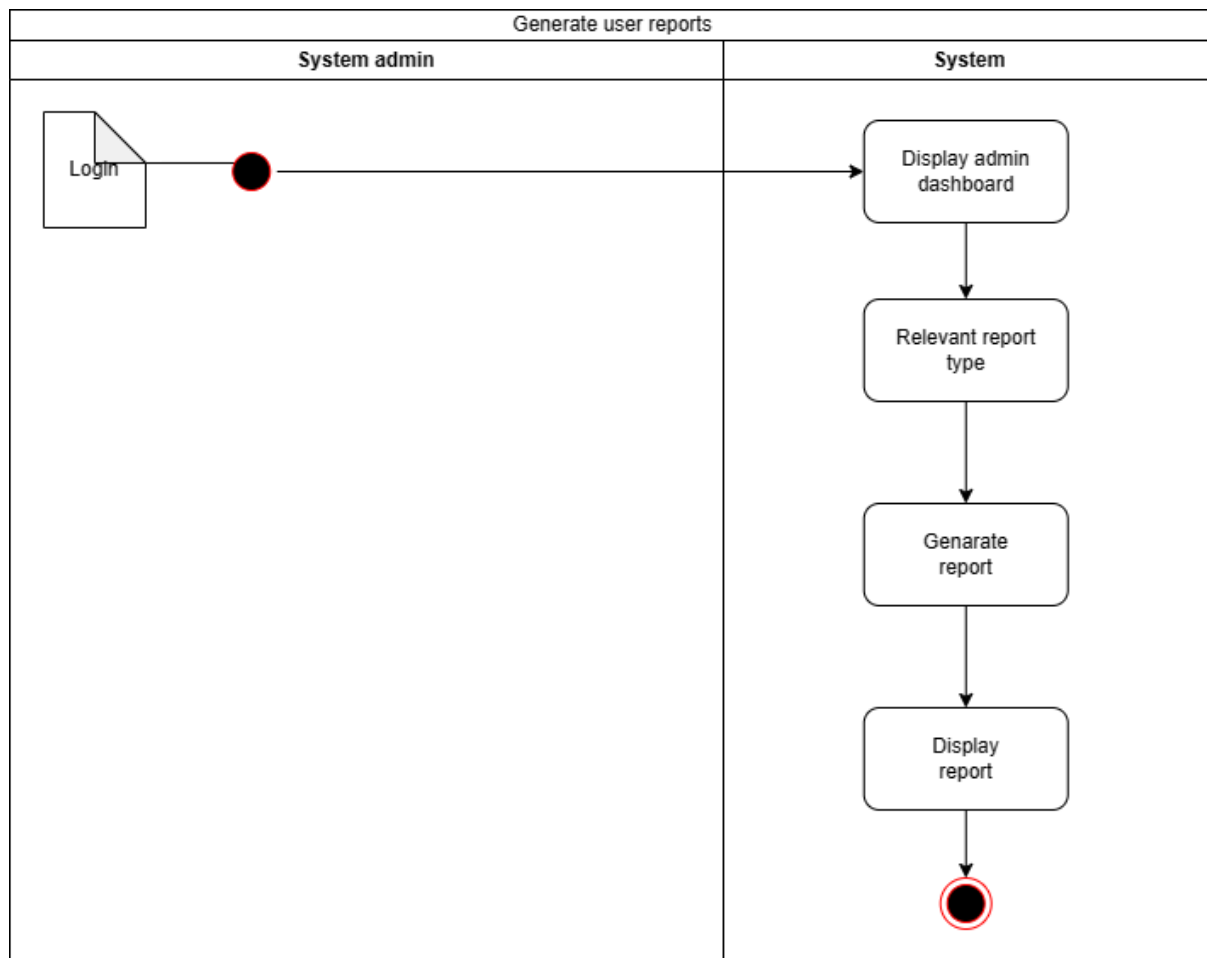 Generate user reports
System admin
System
Login
Display admin
dashboard
Relevant report
type
Genarate
report
Display
report